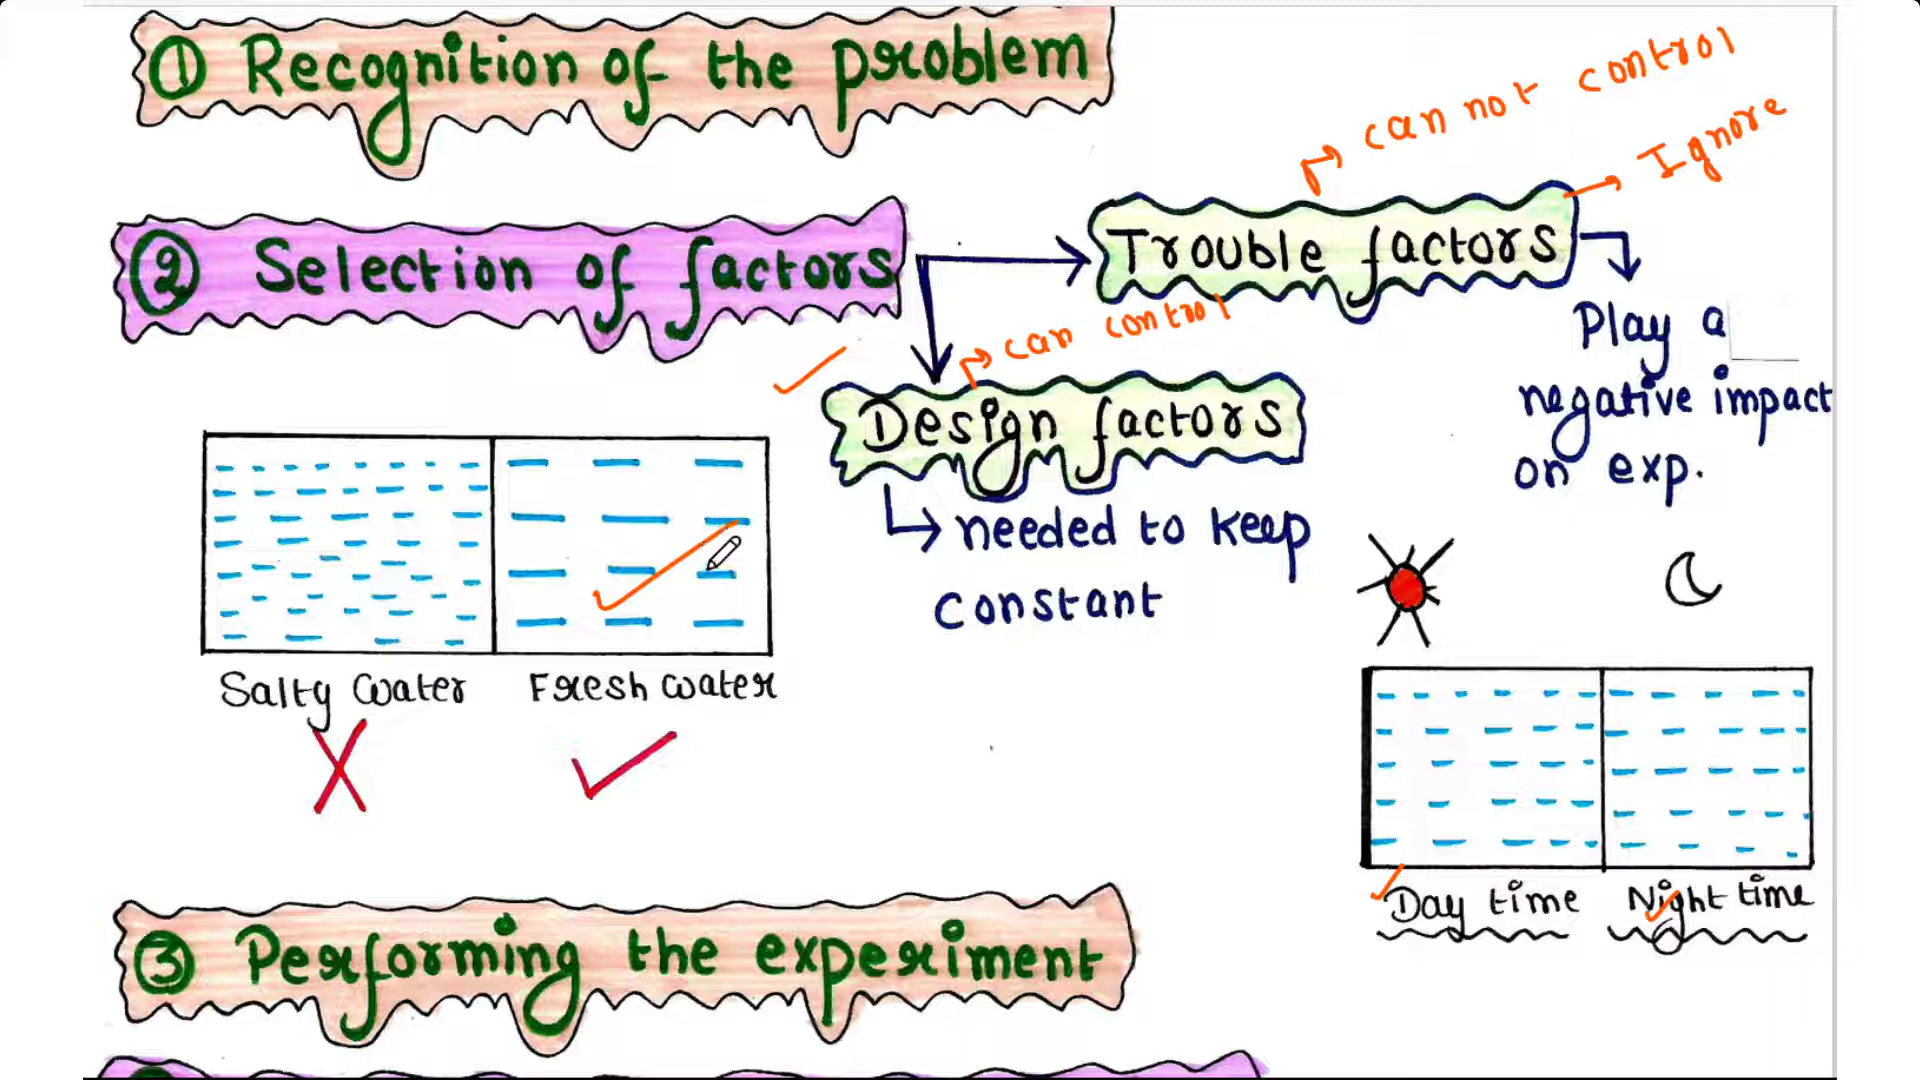 ① Recognition of the problem
can not control
Ignore
② Selection of factors
Trouble factors
can control
Play a
negative impact
on exp.
Design factors
needed to keep
constant
Salty water
Fresh water
Day time
Night time
③ Performing the experiment